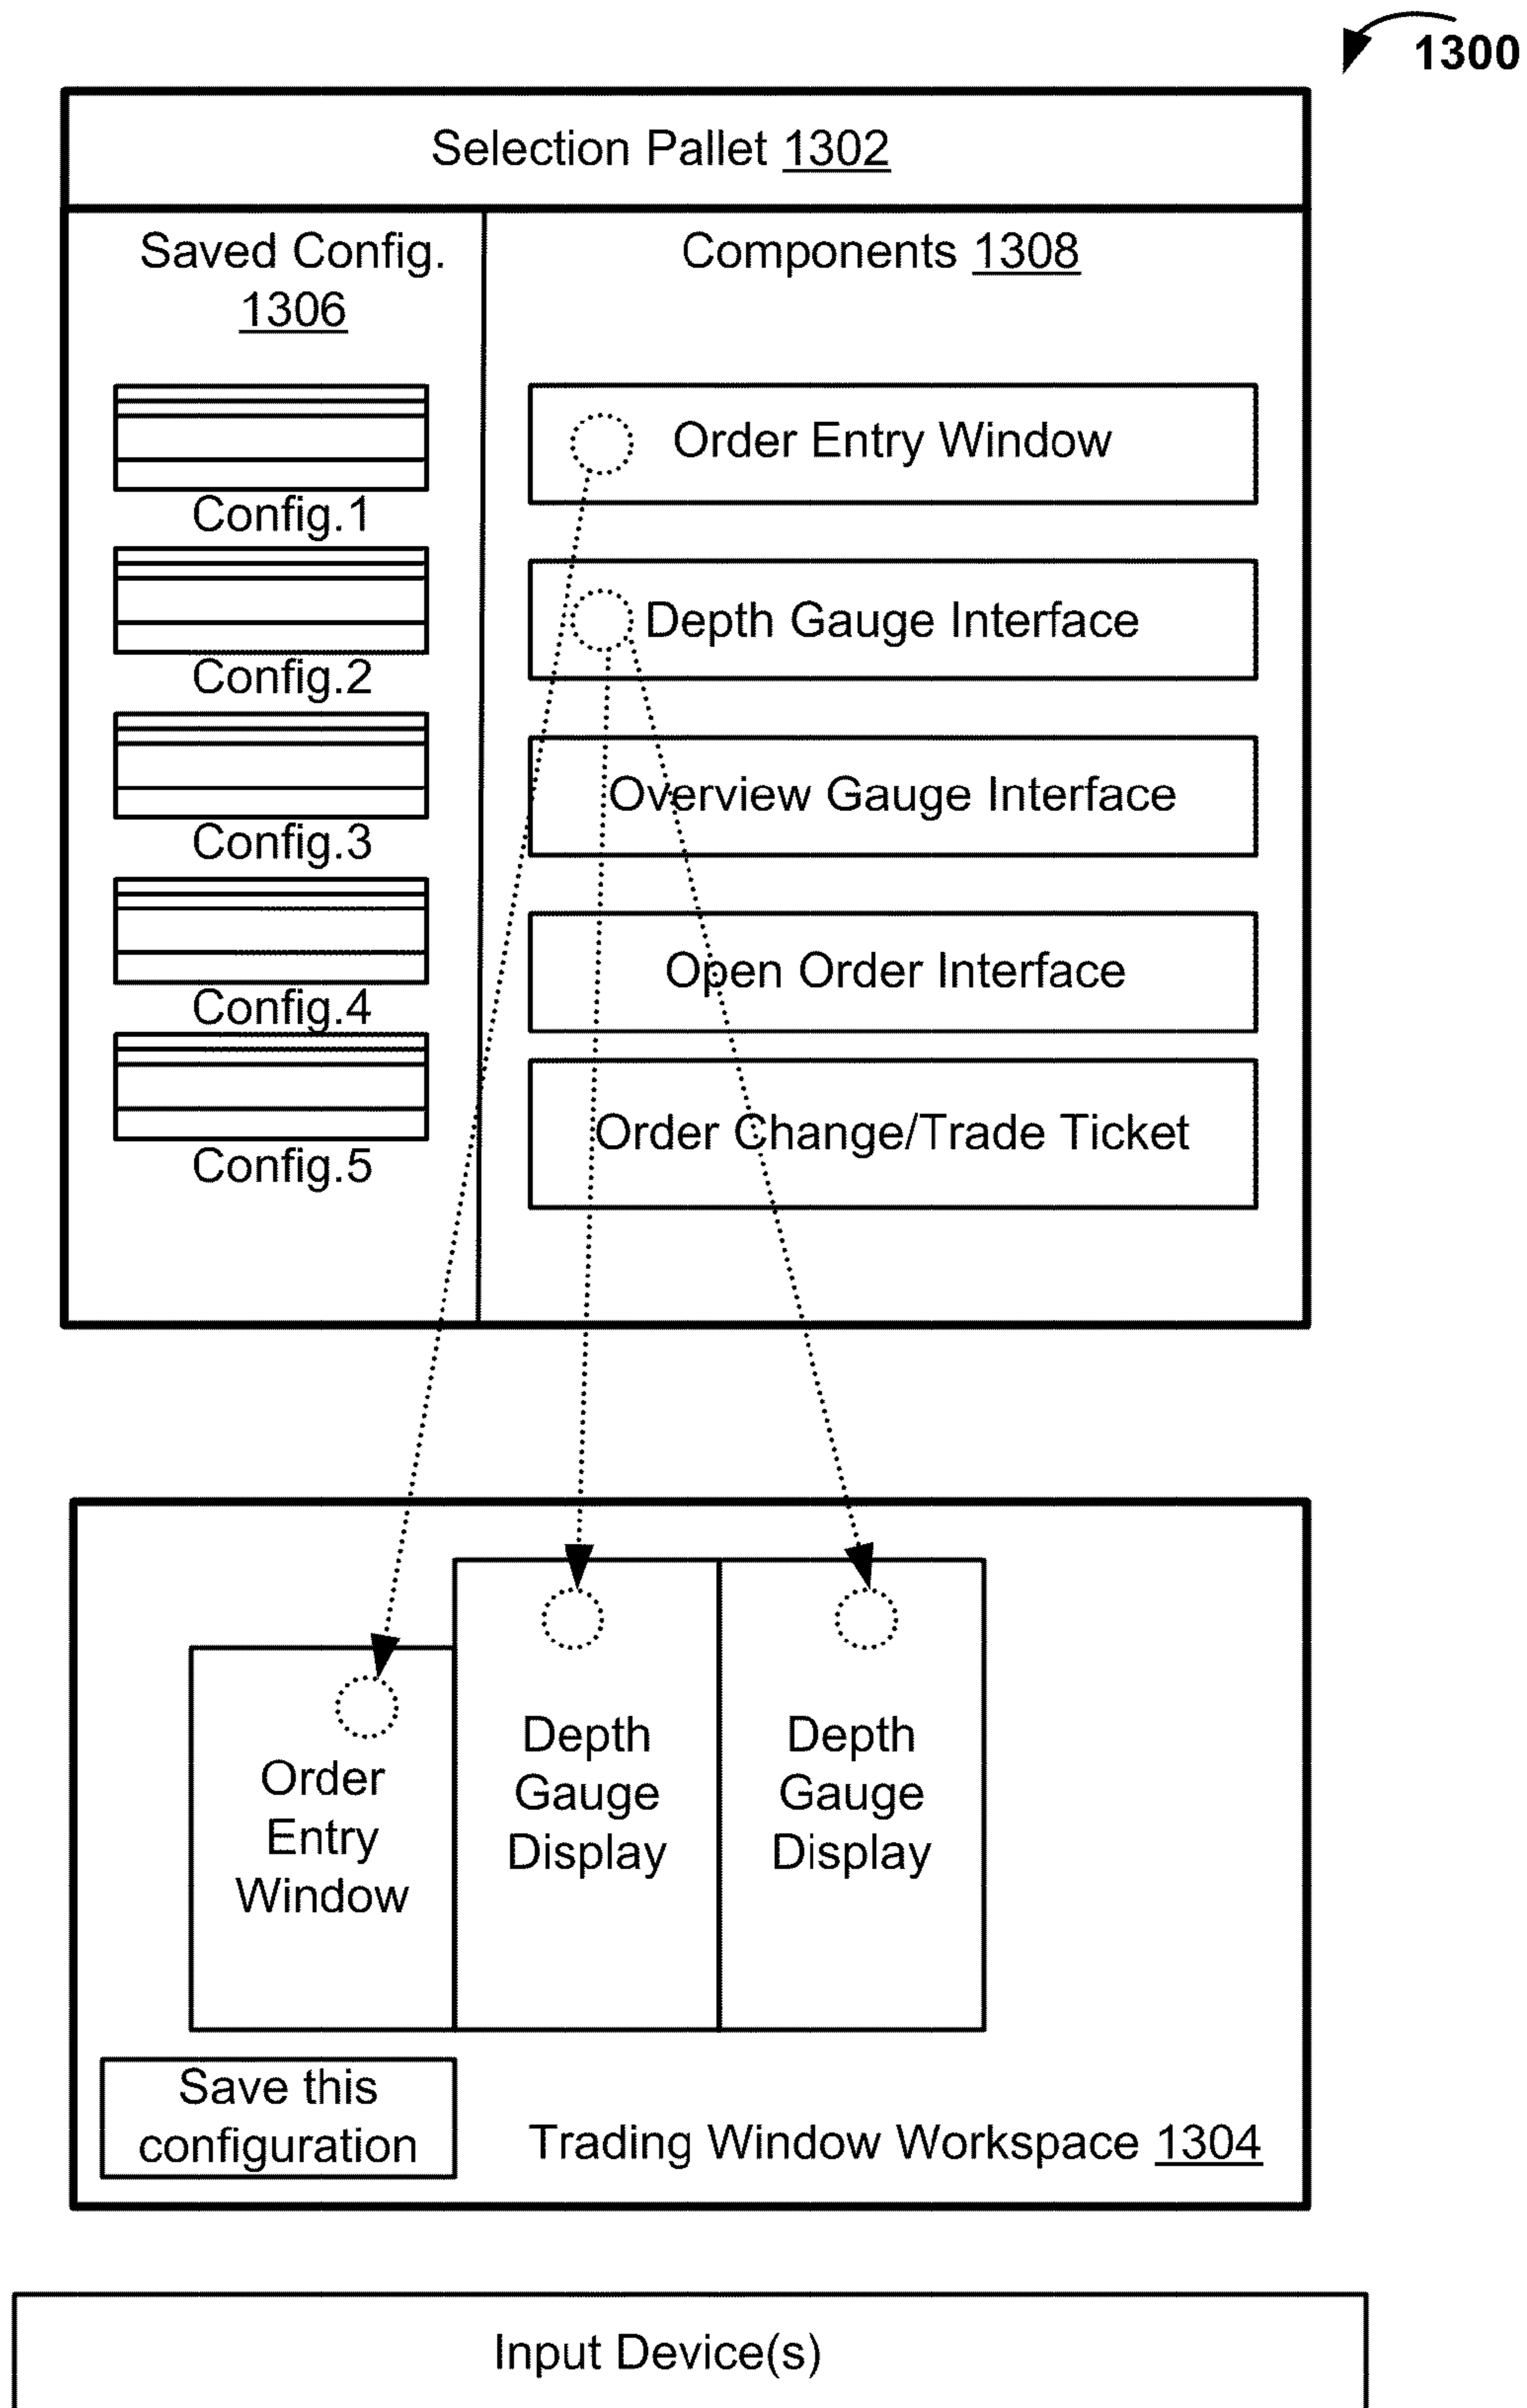 1300
Selection Pallet 1302
Saved Config.
1306
Config.1
Config.2
Config.3
Config.4
Config.5
Components 1308
Order Entry Window
Depth Gauge Interface
Overview Gauge Interface
Open Order Interface
Order Change/Trade Ticket
Order
Entry
Window
Depth
Gauge
Display
Depth
Gauge
Display
Save this
configuration
Trading Window Workspace 1304
Input Device(s)